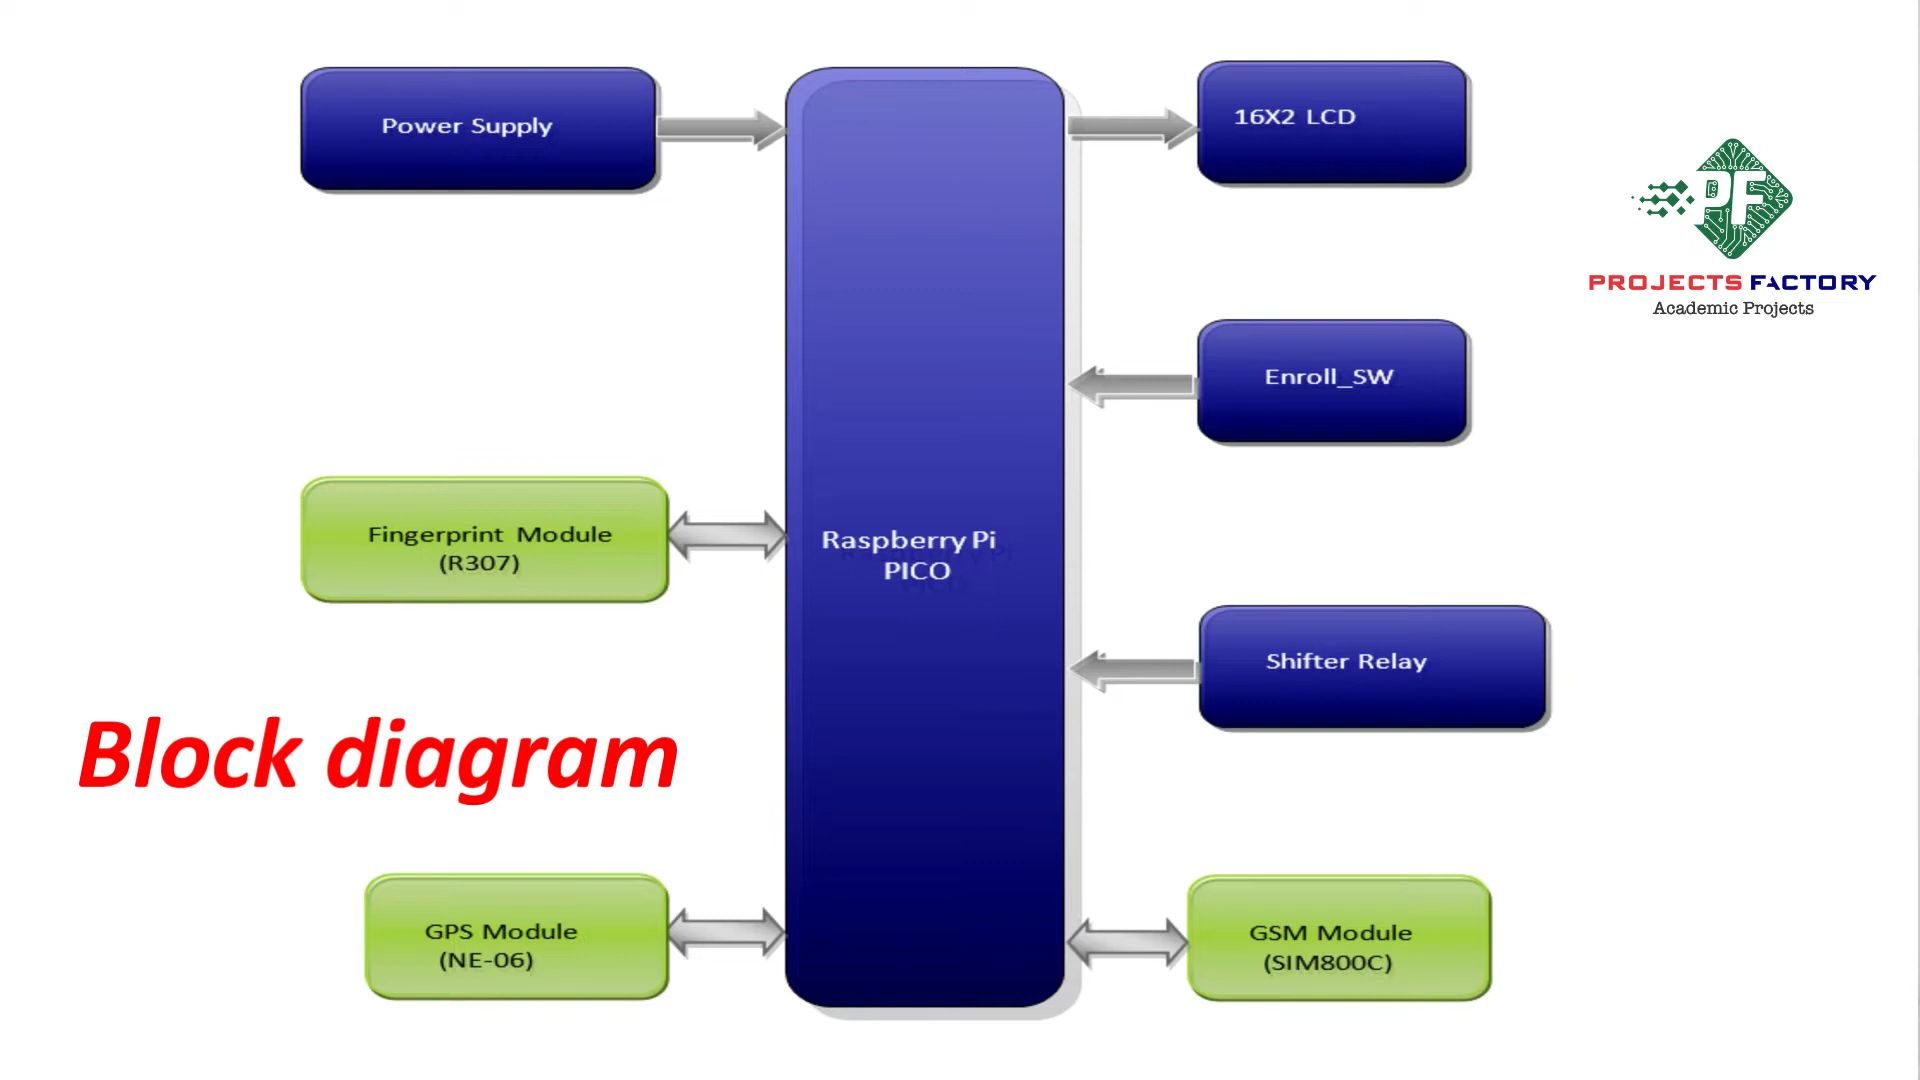 Power Supply
16X2 LCD
PF
PROJECTS FACTORY
Academic Projects
Enroll_SW
Fingerprint Module
(R307)
Raspberry Pi
PICO
Shifter Relay
Block diagram
GPS Module
(NE-06)
GSM Module
(SIM800C)